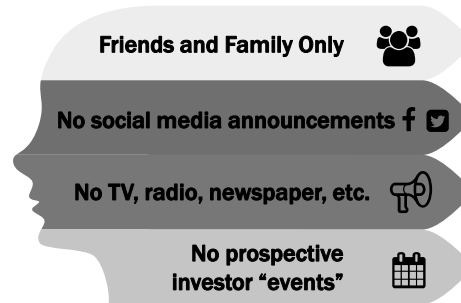 Friends and Family Only
No social media announcements
No TV, radio, newspaper, etc.
No prospective
investor “events”